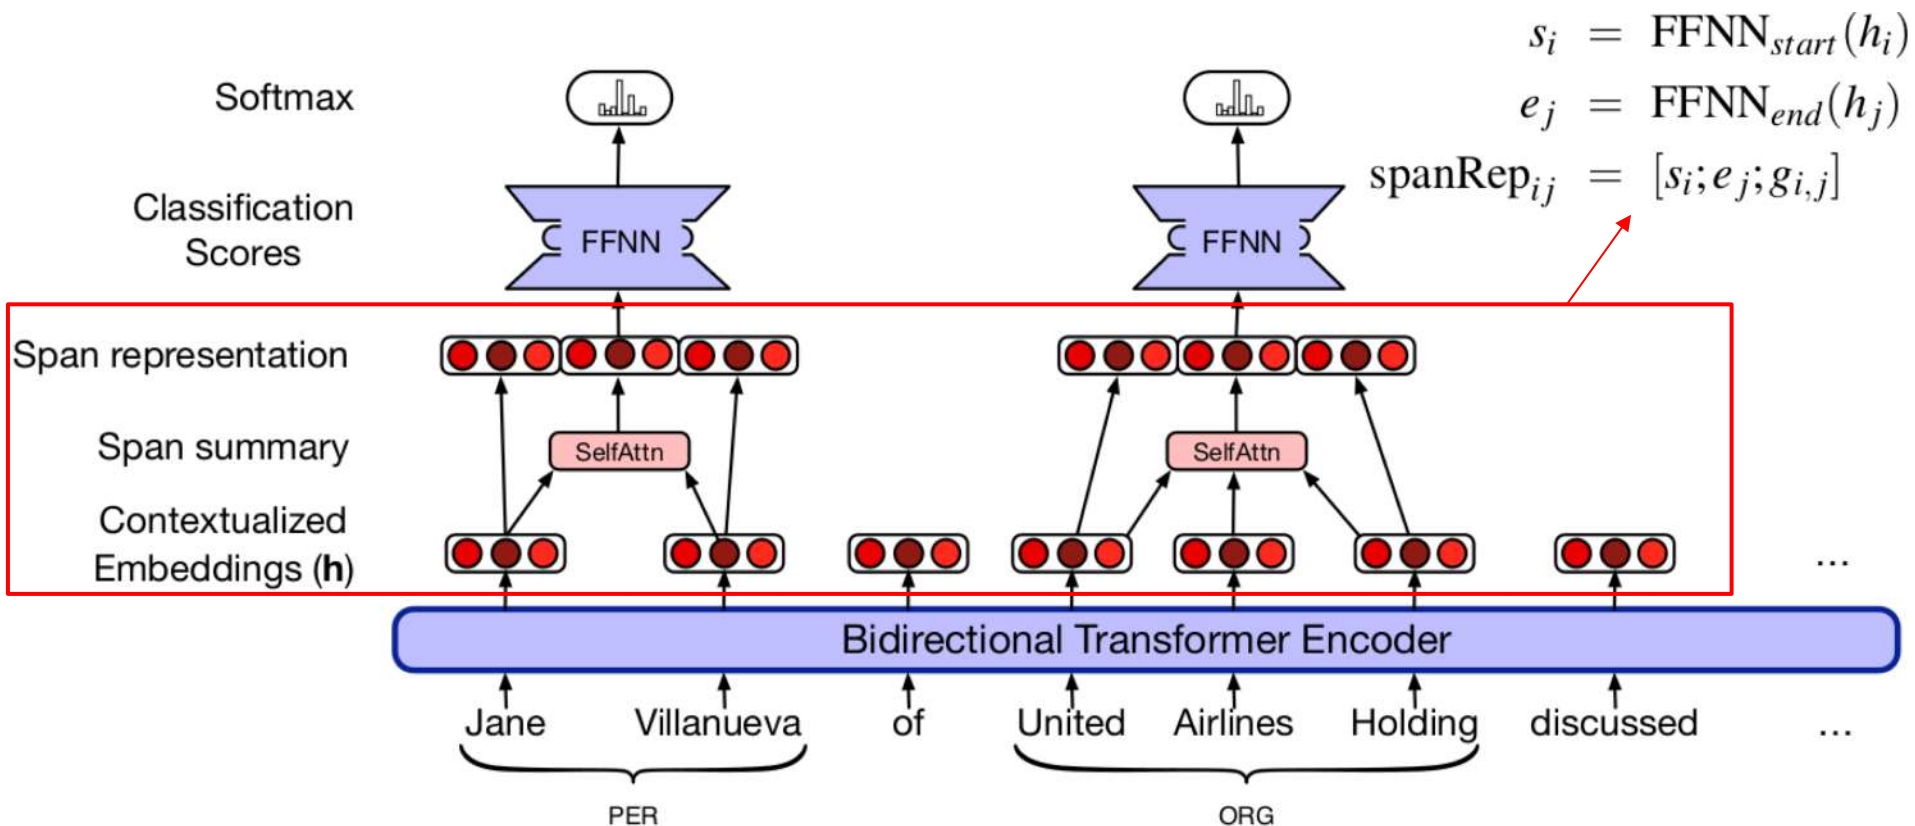 s_i = FFNN_start(h_i)
e_j = FFNN_end(h_j)
spanRep_ij = [s_i; e_j; g_i,j]
Softmax
Classification
Scores
FFNN FFNN
Span representation
Span summary
SelfAttn SelfAttn
Contextualized
Embeddings (h)
...
Bidirectional Transformer Encoder
Jane Villanueva of United Airlines Holding discussed ...
PER ORG